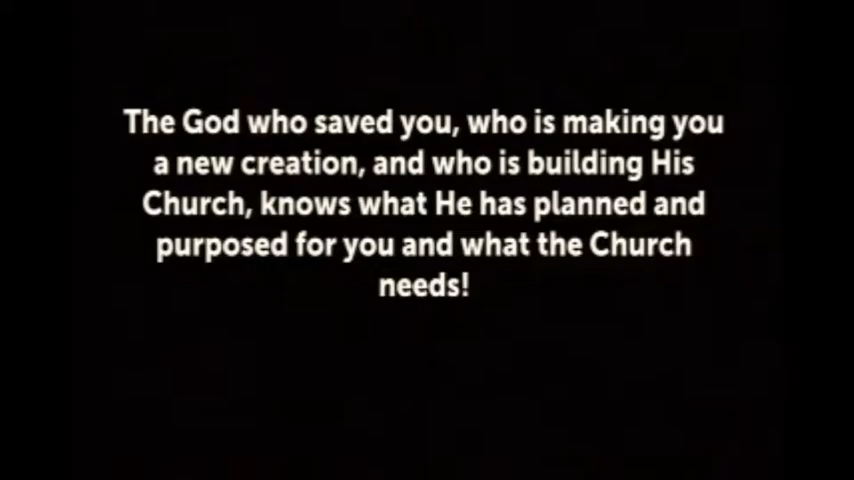 The God who saved you, who is making you
a new creation, and who is building His
Church, knows what He has planned and
purposed for you and what the Church
needs!